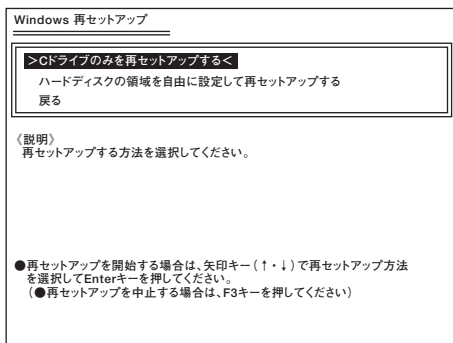 Windows 再セットアップ
>Cドライブのみを再セットアップする<
ハードディスクの領域を自由に設定して再セットアップする
戻る
《説明》
再セットアップする方法を選択してください。
●再セットアップを開始する場合は、矢印キー(↑・↓)で再セットアップ方法
を選択してEnterキーを押してください。
(●再セットアップを中止する場合は、F3キーを押してください)